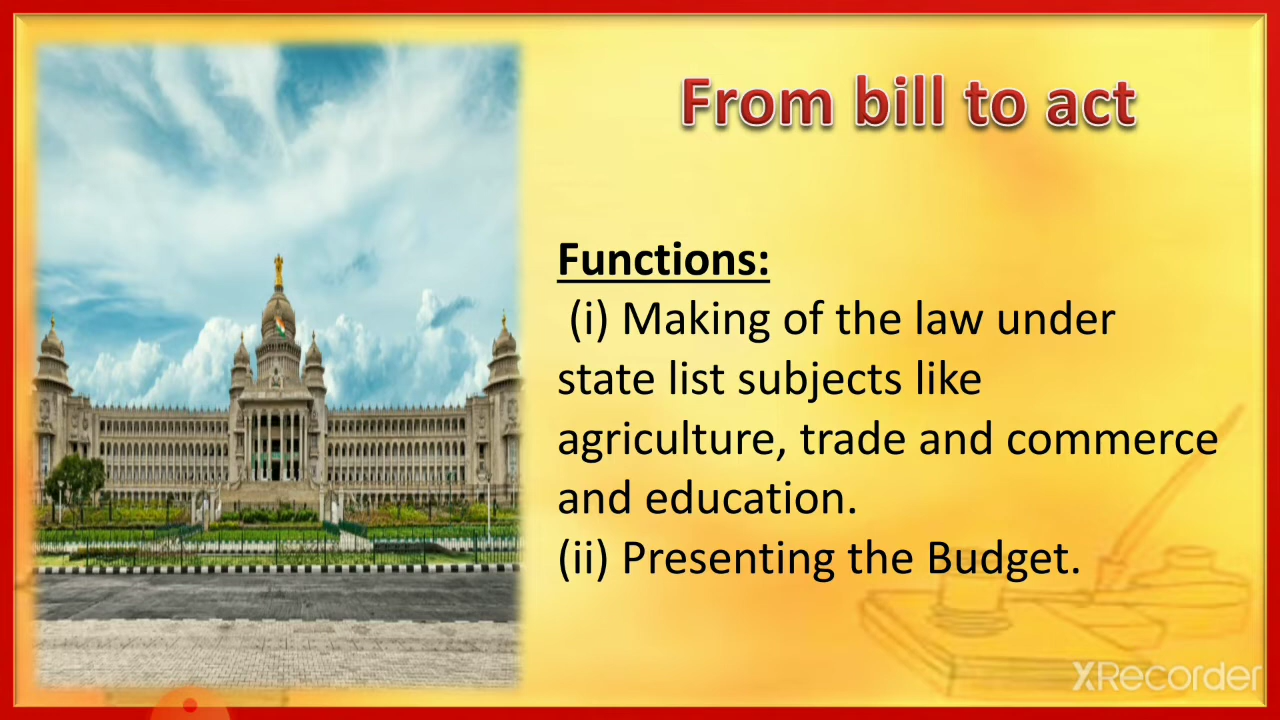 From bill to act
Functions:
(i) Making of the law under
state list subjects like
agriculture, trade and commerce
and education.
(ii) Presenting the Budget.
XRecorder